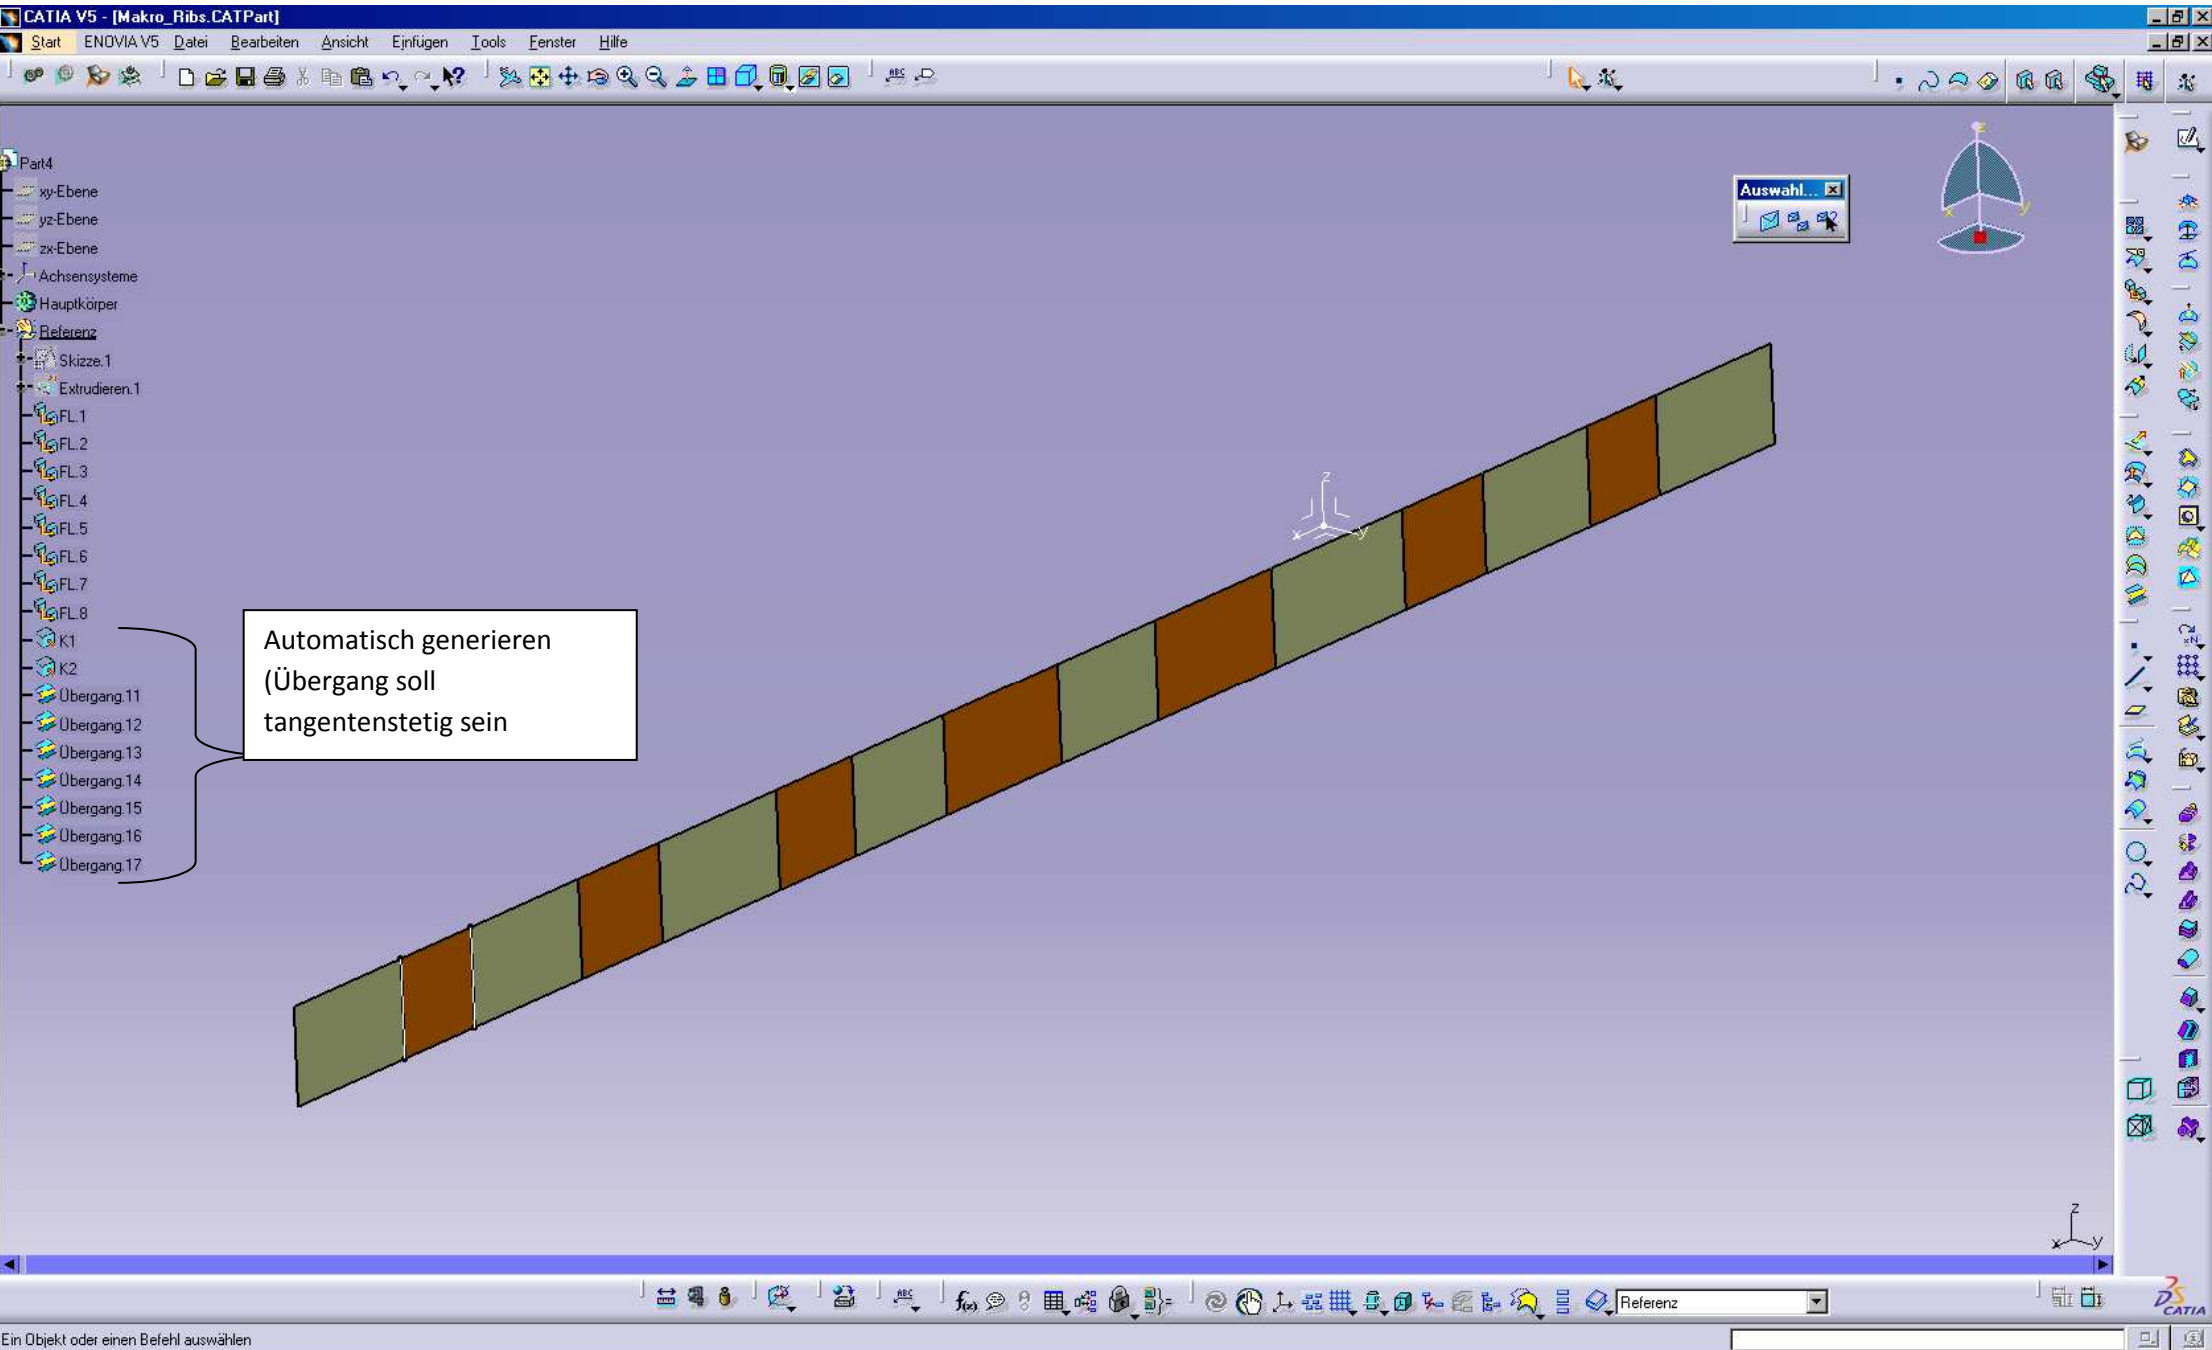 CATIA V5 - [Makro_Ribs.CATPart]
Start ENOVIA V5 Datei Bearbeiten Ansicht Einfügen Tools Fenster Hilfe
Part4
xy-Ebene
yz-Ebene
zx-Ebene
Achsensysteme
Hauptkörper
Referenz
Skizze.1
Extrudieren.1
FL.1
FL.2
FL.3
FL.4
FL.5
FL.6
FL.7
FL.8
K1
K2
Übergang.11
Übergang.12
Übergang.13
Übergang.14
Übergang.15
Übergang.16
Übergang.17
Automatisch generieren
(Übergang soll
tangentenstetig sein
Auswahl...
z
x
y
z
x
y
z
x
y
Referenz
CATIA
Ein Objekt oder einen Befehl auswählen